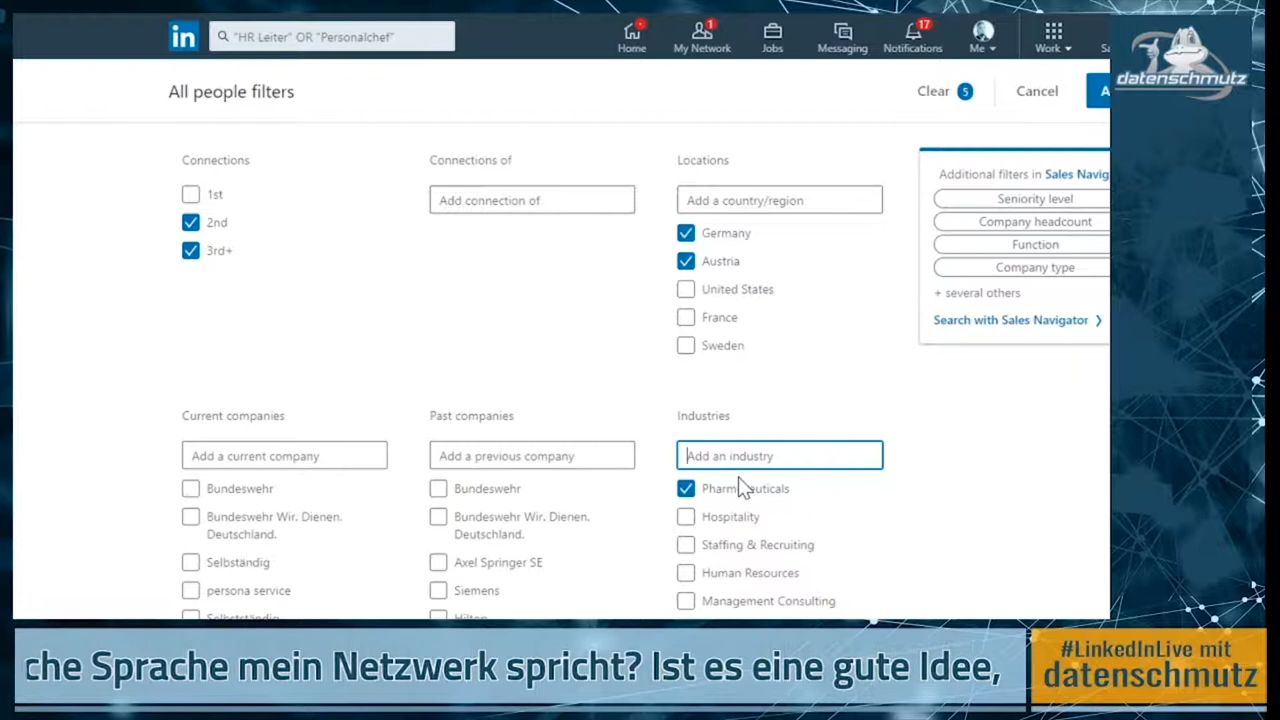 in
"HR Leiter" OR "Personalchef"
Home
1
My Network
Jobs
Messaging
17
Notifications
Me
Work
datenschmutz
All people filters
Clear 5
Cancel
A
Connections
1st
2nd
3rd+
Connections of
Add connection of
Locations
Add a country/region
Germany
Austria
United States
France
Sweden
Additional filters in Sales Navig
Seniority level
Company headcount
Function
Company type
+ several others
Search with Sales Navigator
Current companies
Add a current company
Bundeswehr
Bundeswehr Wir. Dienen.
Deutschland.
Selbständig
persona service
Past companies
Add a previous company
Bundeswehr
Bundeswehr Wir. Dienen.
Deutschland.
Axel Springer SE
Siemens
Industries
Add an industry
Hospitality
Staffing & Recruiting
Human Resources
Management Consulting
che Sprache mein Netzwerk spricht? Ist es eine gute Idee,
#LinkedInLive mit
datenschmutz